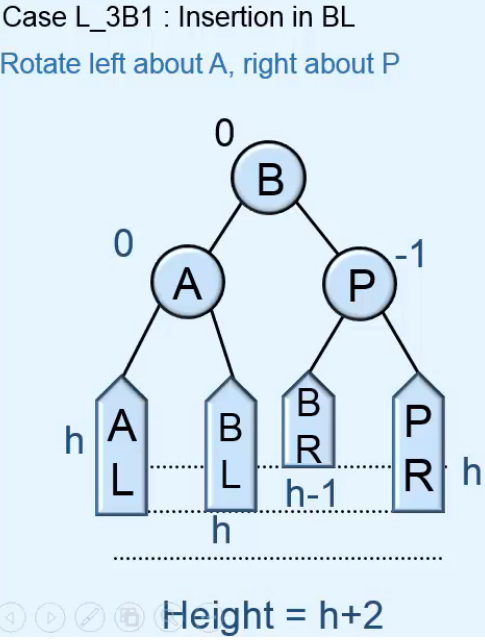 Case L_3B1 : Insertion in BL
Rotate left about A, right about P
0
B
0
A
P
-1
h
A
L
B
L
B
R
P
R
h
h-1
h
Height = h+2